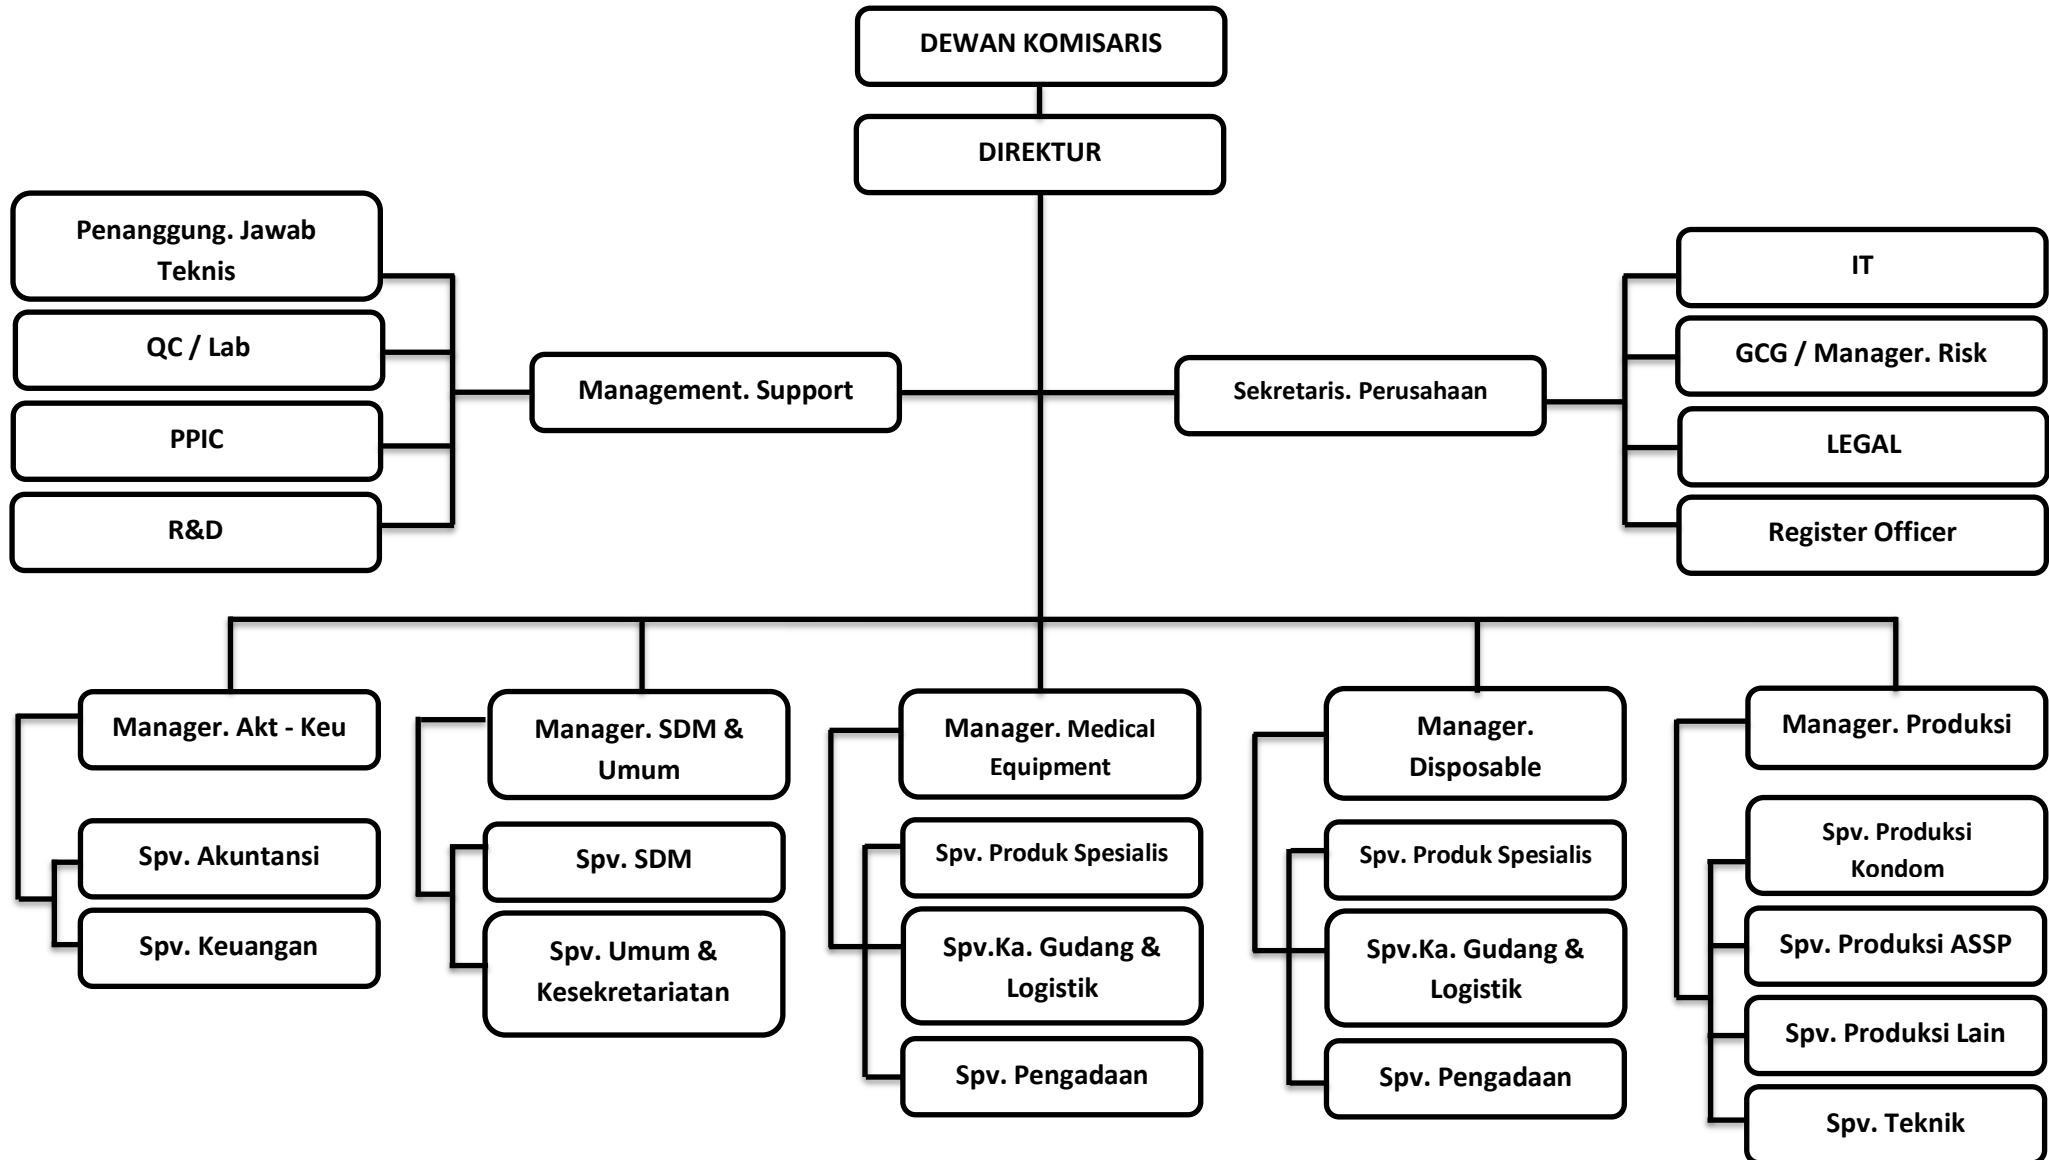 DEWAN KOMISARIS
DIREKTUR
Penanggung. Jawab
Teknis
QC / Lab
PPIC
R&D
Management. Support
Sekretaris. Perusahaan
IT
GCG / Manager. Risk
LEGAL
Register Officer
Manager. Akt - Keu
Spv. Akuntansi
Spv. Keuangan
Manager. SDM &
Umum
Spv. SDM
Spv. Umum &
Kesekretariatan
Manager. Medical
Equipment
Spv. Produk Spesialis
Spv.Ka. Gudang &
Logistik
Spv. Pengadaan
Manager.
Disposable
Spv. Produk Spesialis
Spv.Ka. Gudang &
Logistik
Spv. Pengadaan
Manager. Produksi
Spv. Produksi
Kondom
Spv. Produksi ASSP
Spv. Produksi Lain
Spv. Teknik